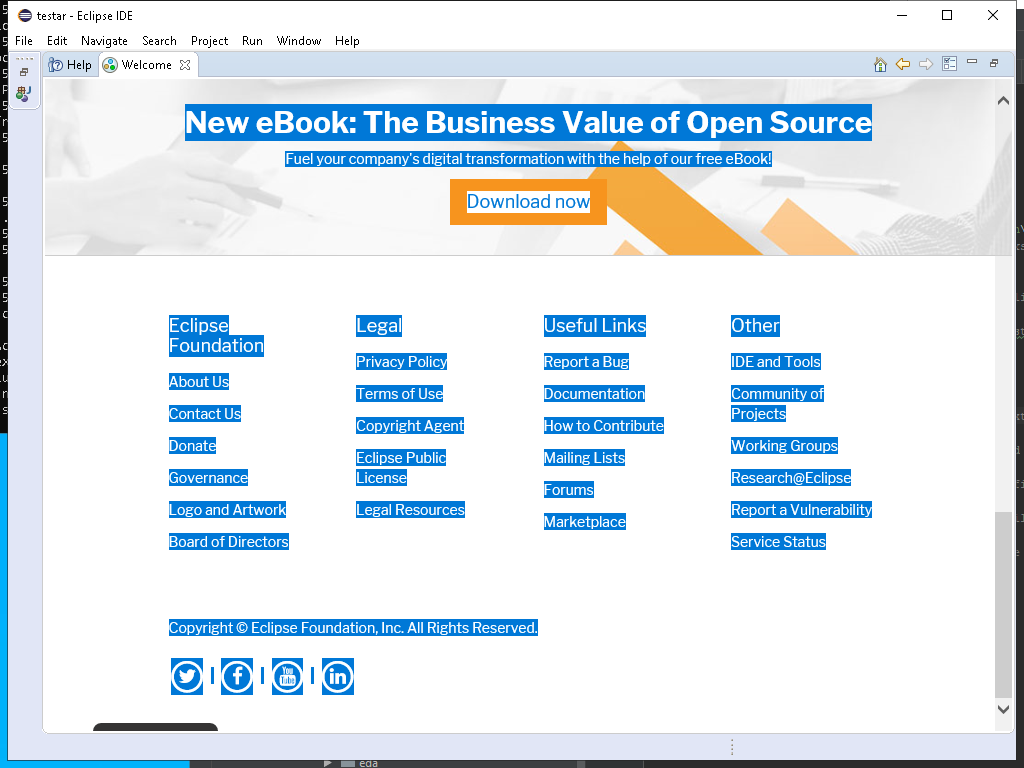 testar - Eclipse IDE
File Edit Navigate Search Project Run Window Help
Help Welcome
New eBook: The Business Value of Open Source
Fuel your company's digital transformation with the help of our free eBook!
Download now
Eclipse
Foundation
About Us
Contact Us
Donate
Governance
Logo and Artwork
Board of Directors
Legal
Privacy Policy
Terms of Use
Copyright Agent
Eclipse Public
License
Legal Resources
Useful Links
Report a Bug
Documentation
How to Contribute
Mailing Lists
Forums
Marketplace
Other
IDE and Tools
Community of
Projects
Working Groups
Research@Eclipse
Report a Vulnerability
Service Status
Copyright © Eclipse Foundation, Inc. All Rights Reserved.
You Tube in
eda